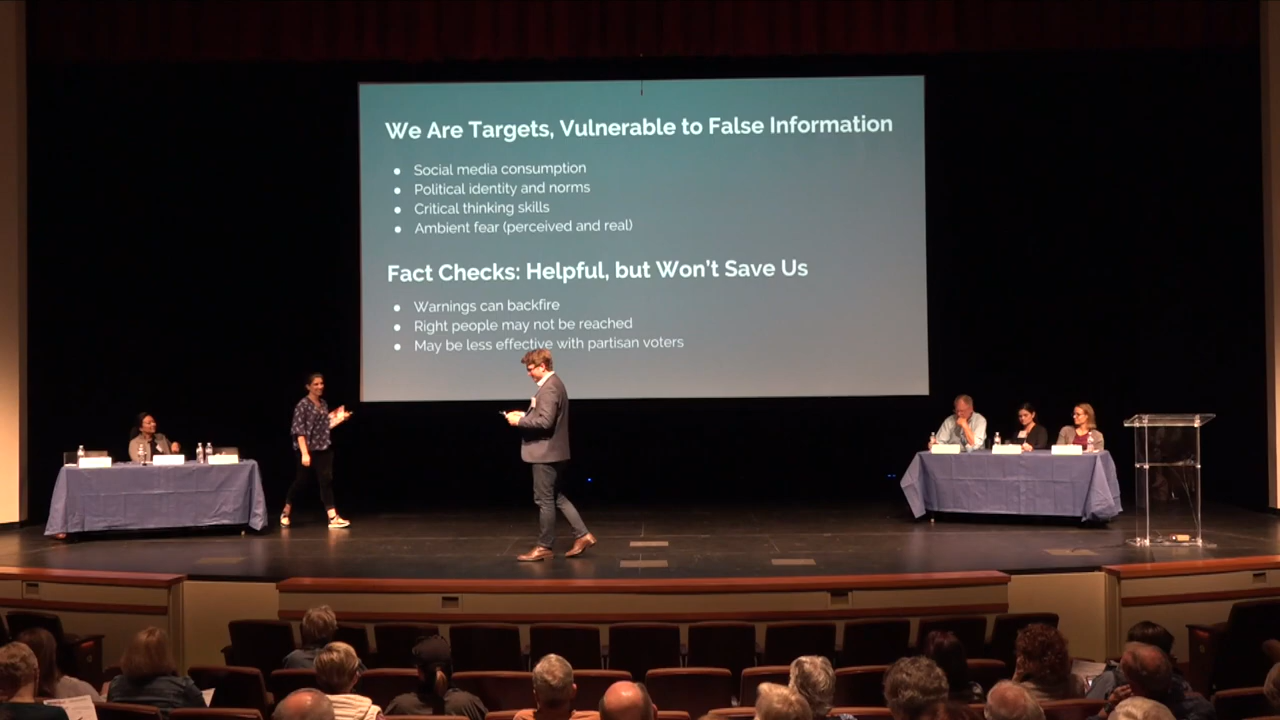 We Are Targets, Vulnerable to False Information
● Social media consumption
● Political identity and norms
● Critical thinking skills
● Ambient fear (perceived and real)
Fact Checks: Helpful, but Won't Save Us
● Warnings can backfire
● Right people may not be reached
● May be less effective with partisan voters